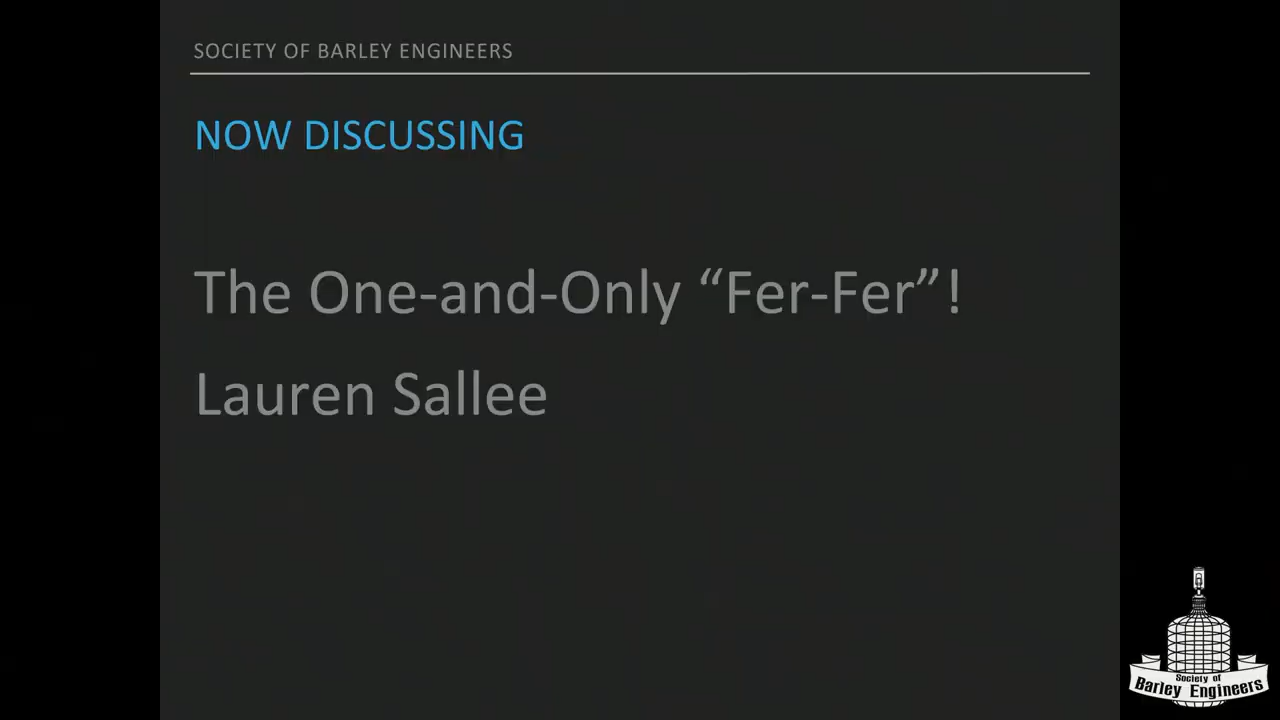 SOCIETY OF BARLEY ENGINEERS
NOW DISCUSSING
The One-and-Only “Fer-Fer”!
Lauren Sallee
Society of
Barley Engineers